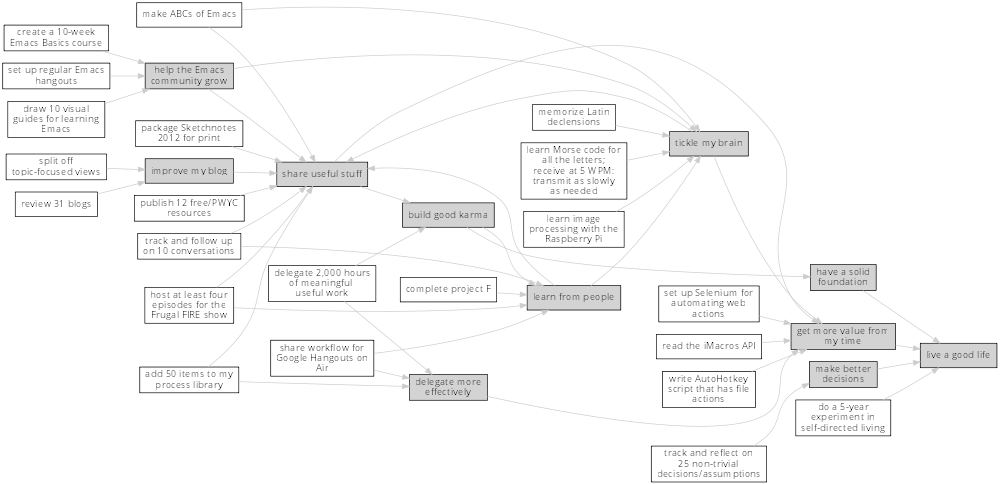 make ABCs of Emacs
create a 10-week
Emacs Basics course
set up regular Emacs
hangouts
help the Emacs
community grow
draw 10 visual
guides for learning
Emacs
package Sketchnotes
2012 for print
split off
topic-focused views
improve my blog
share useful stuff
review 31 blogs
publish 12 free/PWYC
resources
track and follow up
on 10 conversations
build good karma
memorize Latin
declensions
tickle my brain
learn Morse code for
all the letters;
receive at 5 WPM:
transmit as slowly
as needed
learn image
processing with the
Raspberry Pi
delegate 2,000 hours
of meaningful
useful work
complete project F
learn from people
host at least four
episodes for the
Frugal FIRE show
share workflow for
Google Hangouts on
Air
add 50 items to my
process library
delegate more
effectively
have a solid
foundation
set up Selenium for
automating web
actions
get more value from
my time
read the iMacros API
live a good life
write AutoHotkey
script that has file
actions
make better
decisions
do a 5-year
experiment in
self-directed living
track and reflect on
25 non-trivial
decisions/assumptions